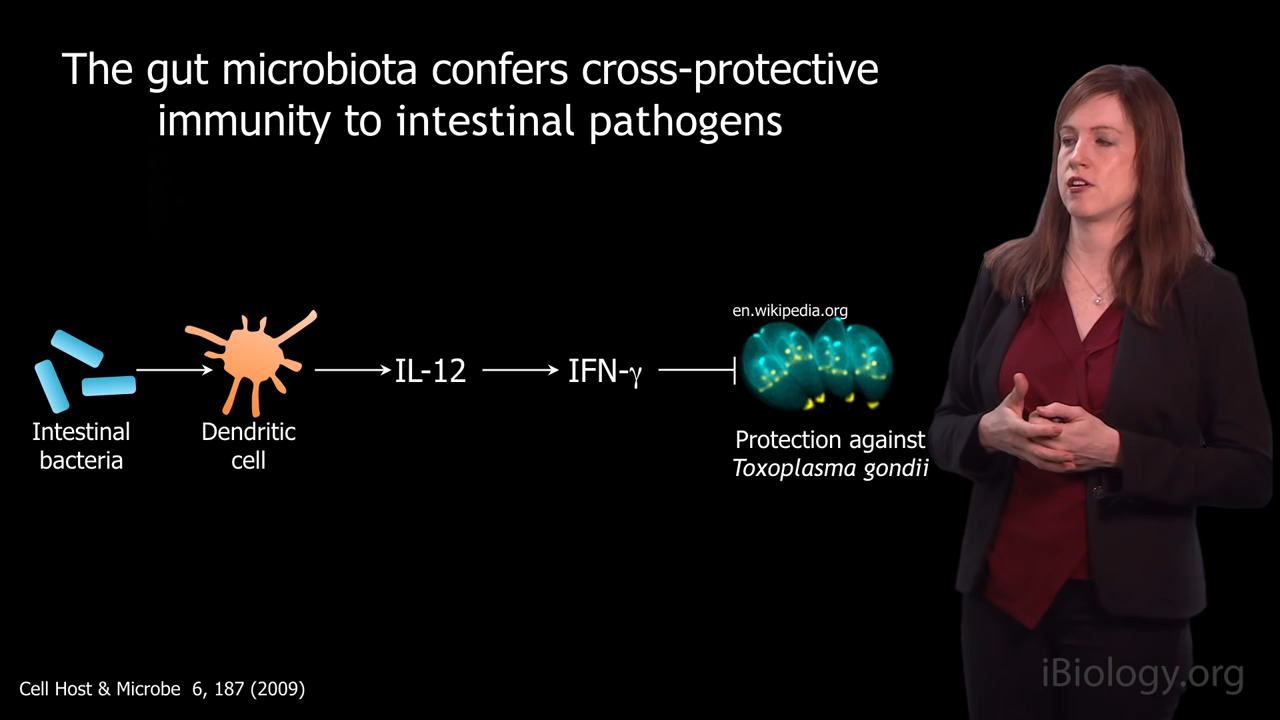 The gut microbiota confers cross-protective
immunity to intestinal pathogens
en.wikipedia.org
IL-12
IFN-γ
Intestinal
bacteria
Dendritic
cell
Protection against
Toxoplasma gondii
Cell Host & Microbe 6, 187 (2009)
iBiology.org